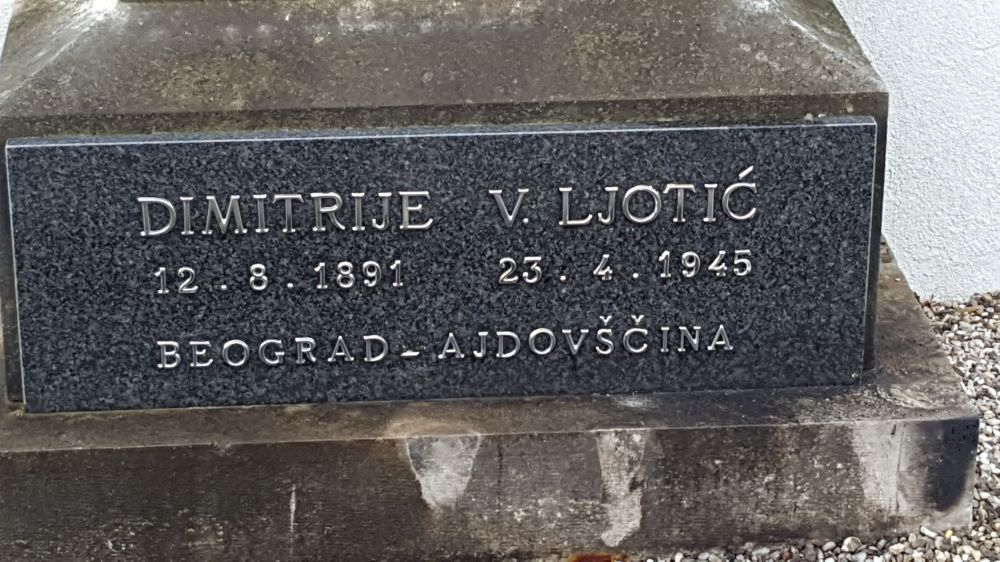 DIMITRIJE V. LJOTIĆ
12.8.1891 23.4.1945
BEOGRAD-AJDOVŠČINA